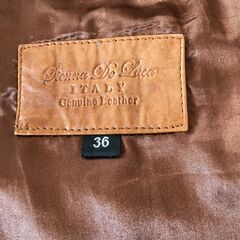 Sienna De Luca
ITALY
Genuine Leather
36